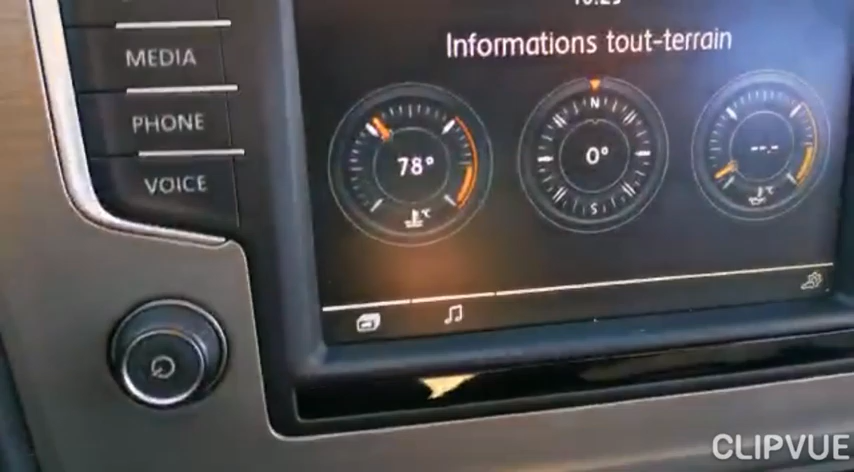 Informations tout-terrain
MEDIA
PHONE
VOICE
78°
N
0°
S
--.-
°C
°C
CLIPVUE